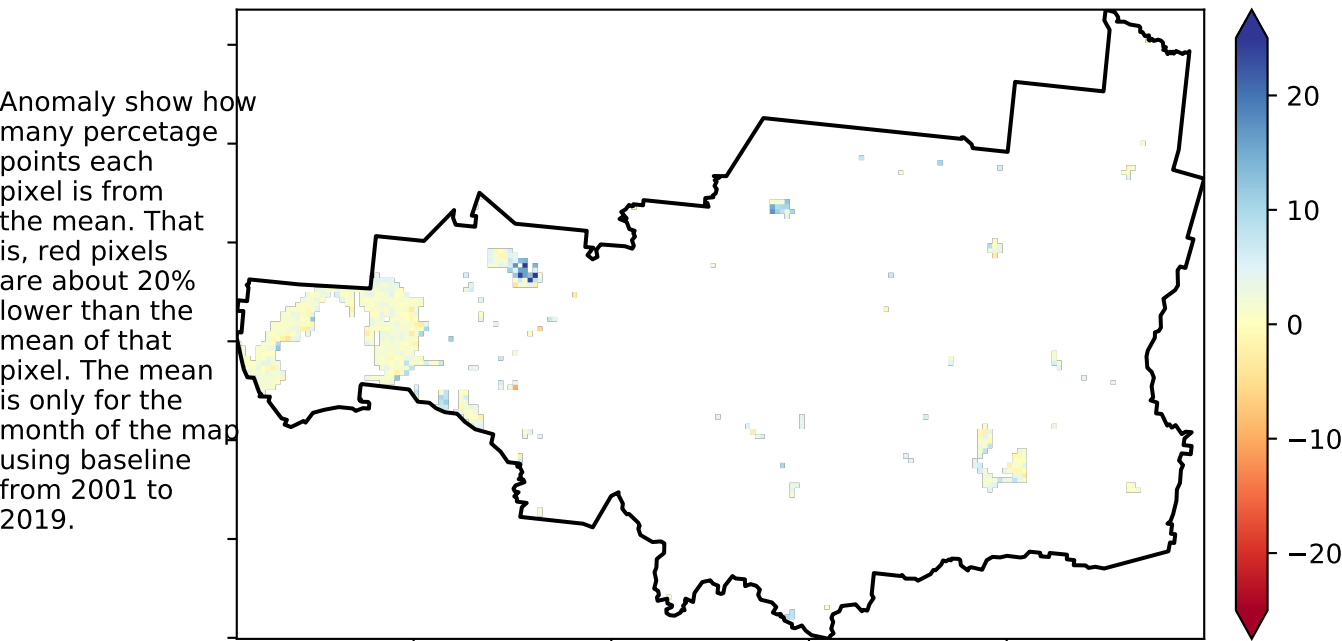 Anomaly show how
many percetage
points each
pixel is from
the mean. That
is, red pixels
are about 20%
lower than the
mean of that
pixel. The mean
is only for the
month of the map
using baseline
from 2001 to
2019.
20
10
0
−10
−20